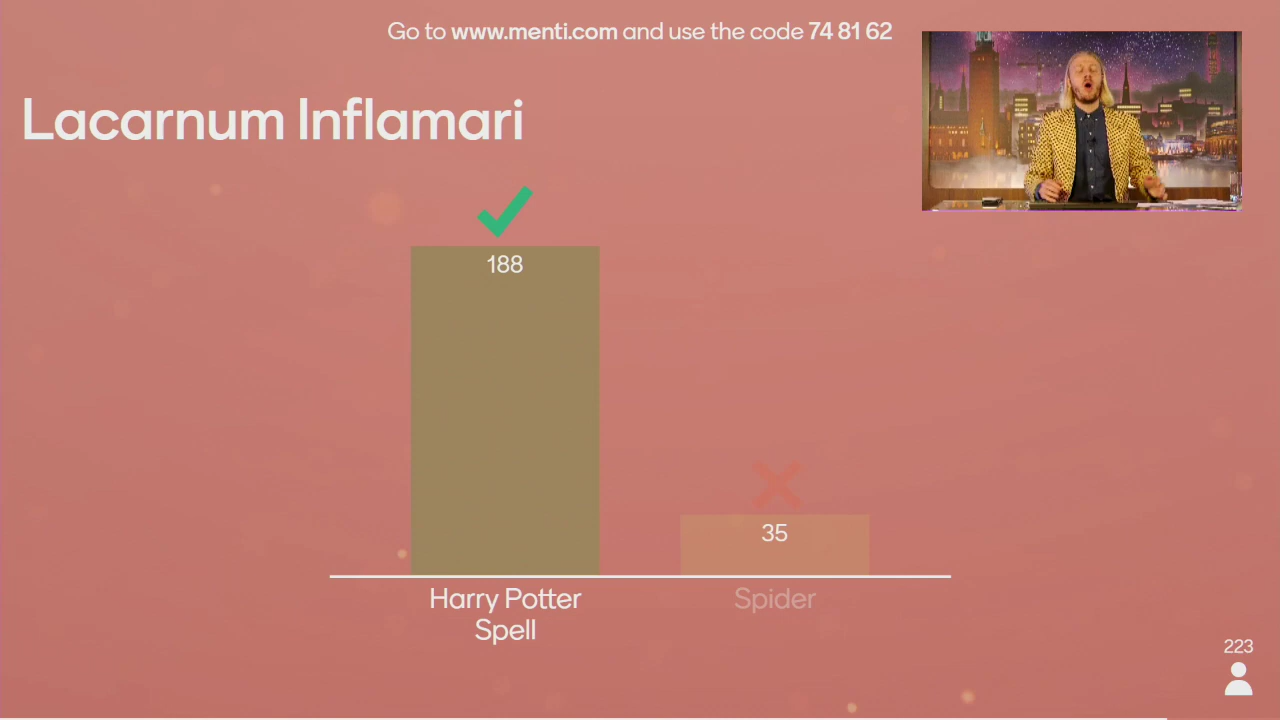 Go to www.menti.com and use the code 74 81 62
Lacarnum Inflamari
188
35
Harry Potter
Spell
Spider
223